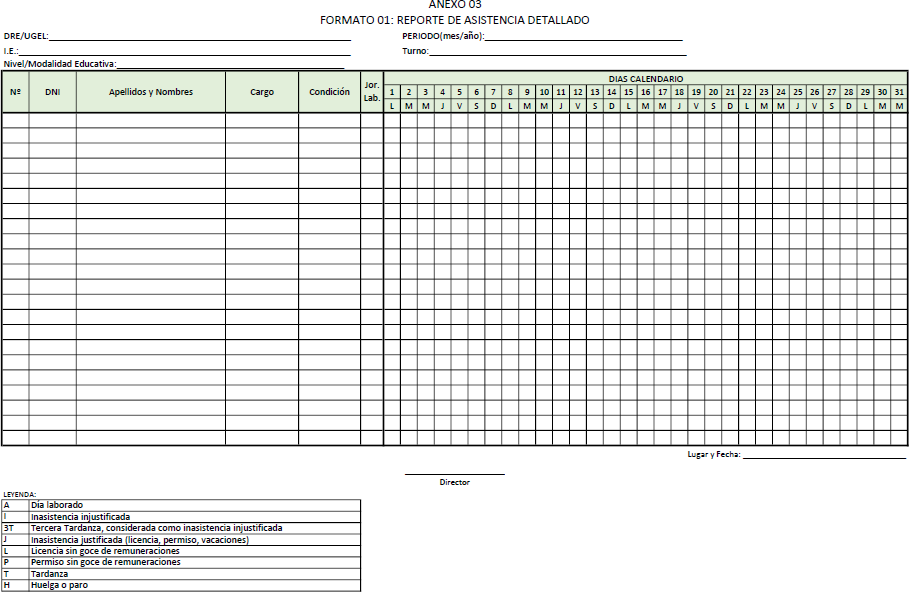 ANEXO 03
FORMATO 01: REPORTE DE ASISTENCIA DETALLADO
DRE/UGEL: PERIODO(mes/año):
I.E.: Turno:
Nivel/Modalidad Educativa:
Nº DNI Apellidos y Nombres Cargo Condición Jor. Lab. DIAS CALENDARIO
1 2 3 4 5 6 7 8 9 10 11 12 13 14 15 16 17 18 19 20 21 22 23 24 25 26 27 28 29 30 31
L M M J V S D L M M J V S D L M M J V S D L M M J V S D L M M
Lugar y Fecha:
Director
LEYENDA:
A Día laborado
I Inasistencia injustificada
3T Tercera Tardanza, considerada como inasistencia injustificada
J Inasistencia justificada (licencia, permiso, vacaciones)
L Licencia sin goce de remuneraciones
P Permiso sin goce de remuneraciones
T Tardanza
H Huelga o paro